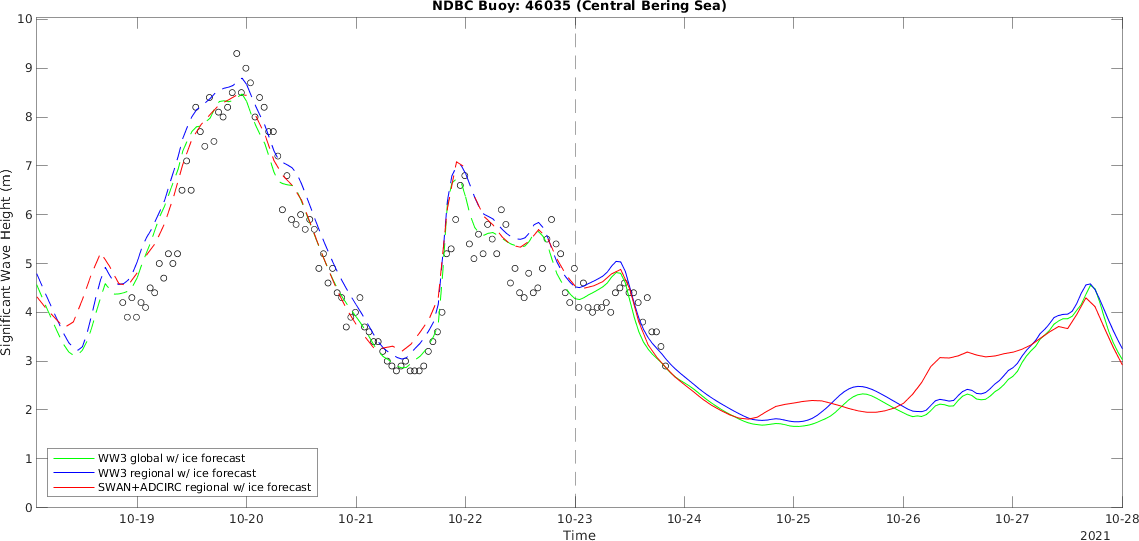 NDBC Buoy: 46035 (Central Bering Sea)
10
9
8
7
6
5
4
3
2
1
0
Significant Wave Height (m)
WW3 global w/ ice forecast
WW3 regional w/ ice forecast
SWAN+ADCIRC regional w/ ice forecast
10-19 10-20 10-21 10-22 10-23 10-24 10-25 10-26 10-27 10-28
Time
2021